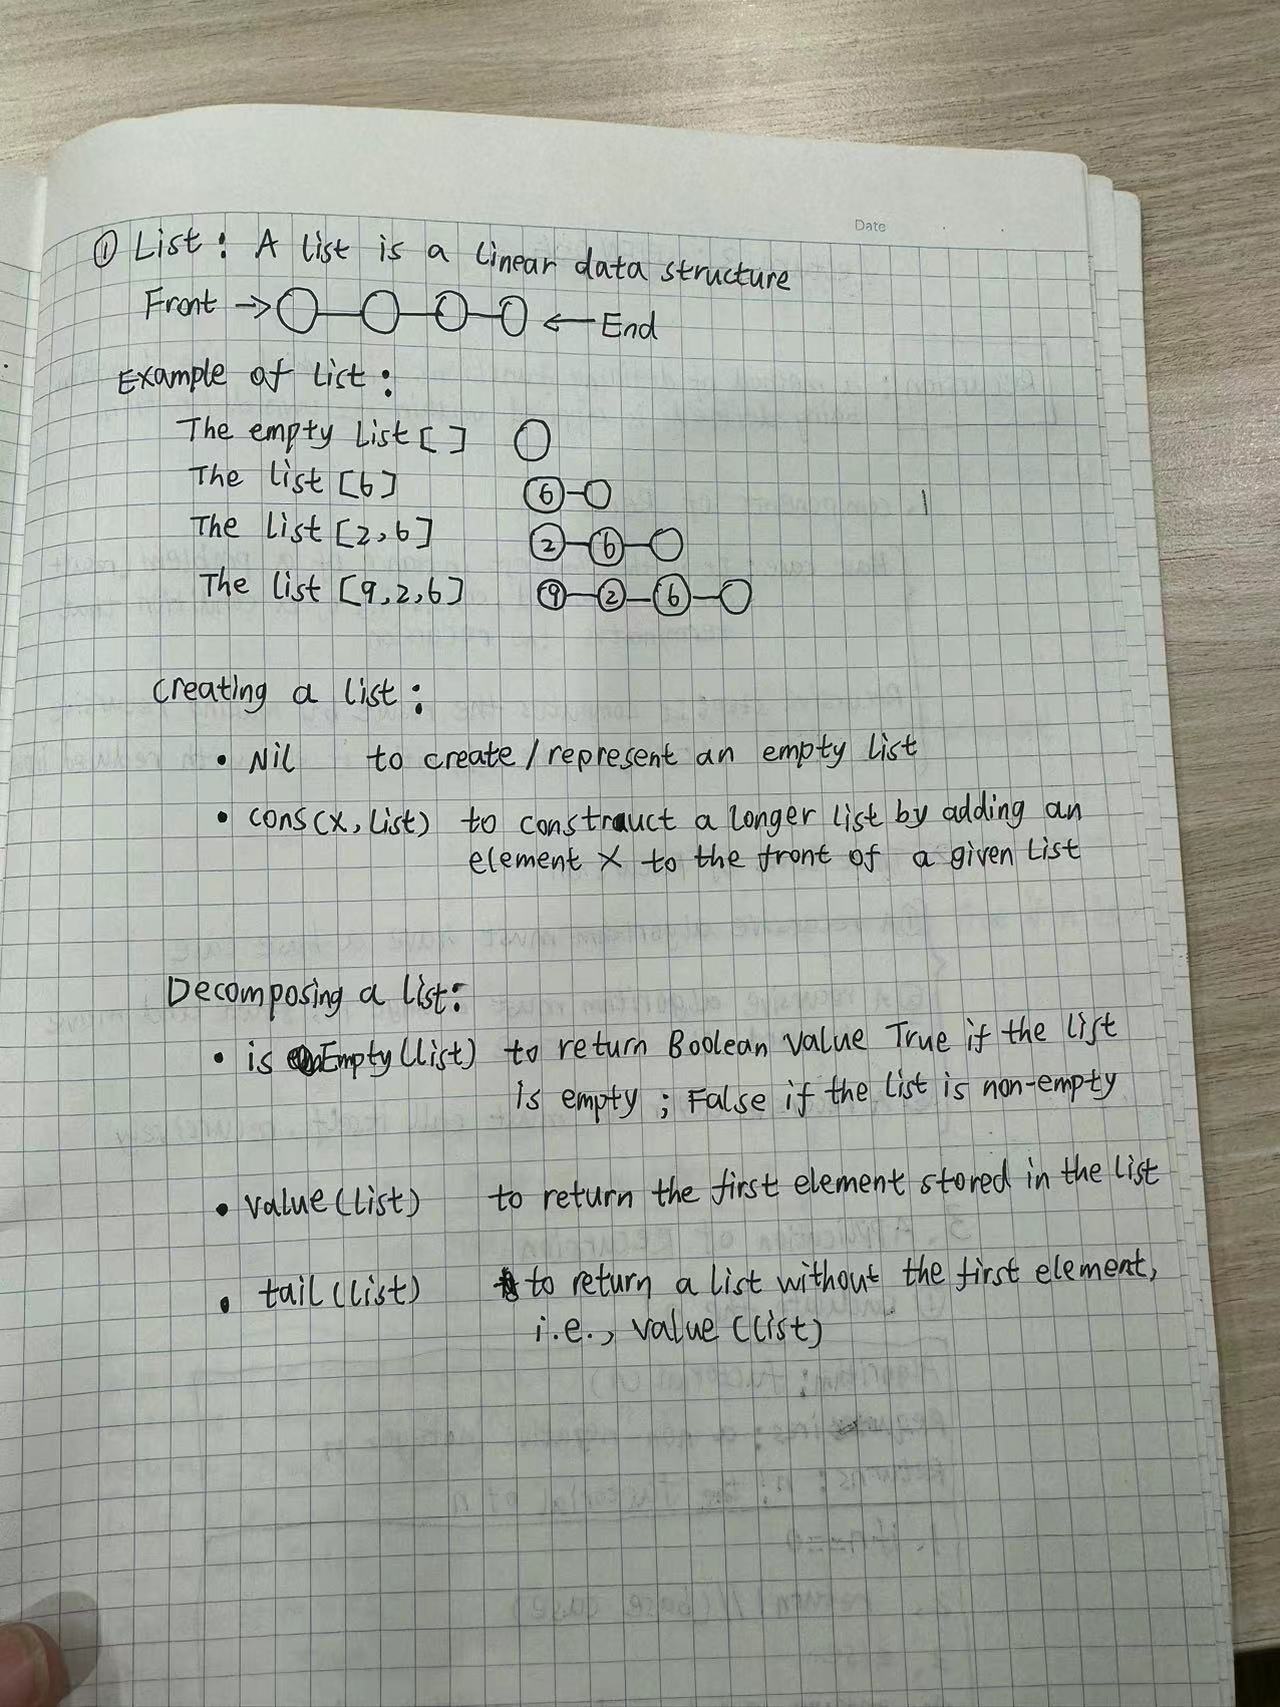 Date
① List: A list is a linear data structure
Front → ← End
Example of list:
The empty list [ ]
The list [6] 6
The list [2,6] 2 6
The list [9,2,6] 9 2 6
Creating a list:
• Nil to create/represent an empty list
• cons(x, list) to construct a longer list by adding an
element x to the front of a given list
Decomposing a list:
• isEmpty(list) to return Boolean value True if the list
is empty; False if the list is non-empty
• value(list) to return the first element stored in the list
• tail(list) to return a list without the first element,
i.e., value(list)